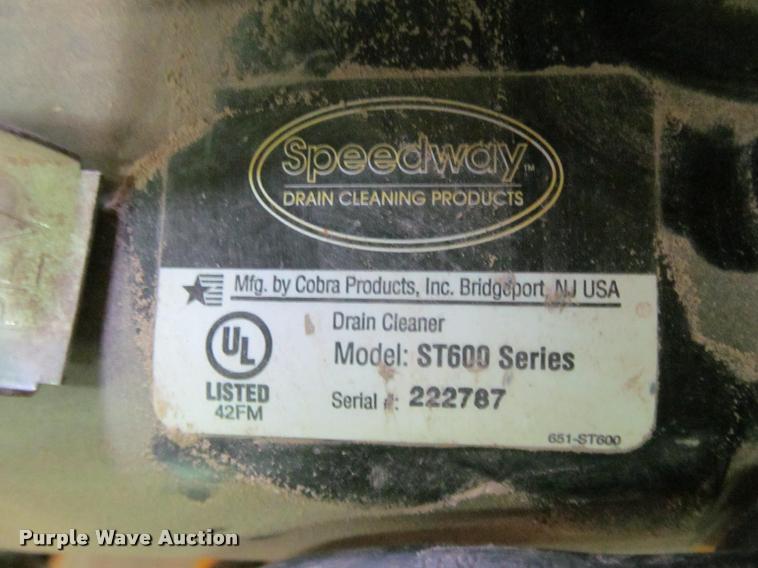 Speedway™
DRAIN CLEANING PRODUCTS
Mfg. by Cobra Products, Inc. Bridgeport, NJ USA
UL
LISTED
42FM
Drain Cleaner
Model: ST600 Series
Serial #: 222787
651-ST600
Purple Wave Auction